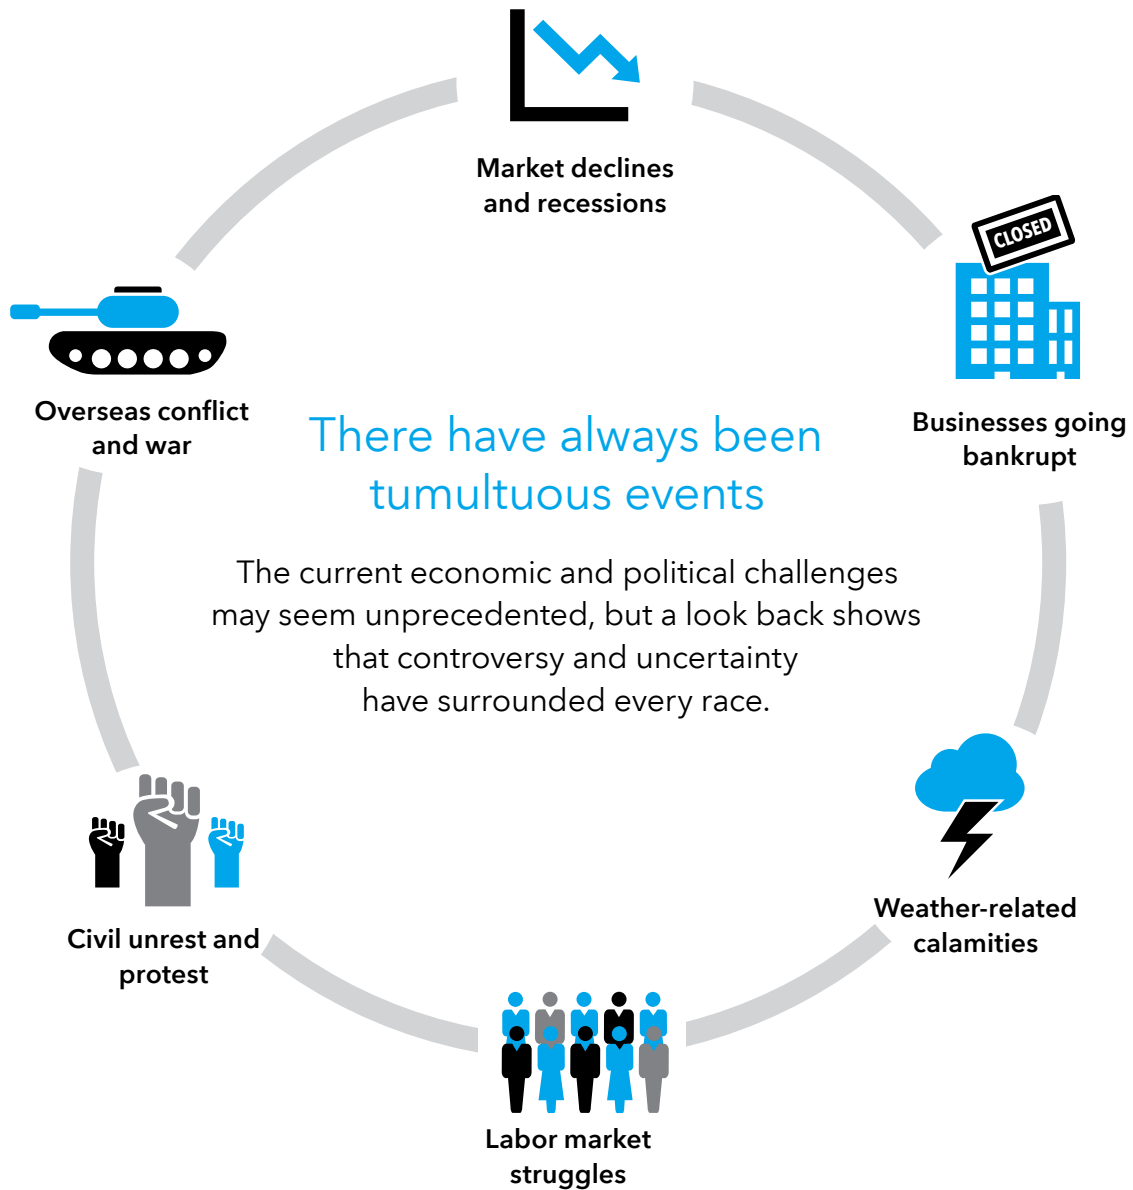 Market declines
and recessions
CLOSED
Businesses going
bankrupt
Overseas conflict
and war
There have always been
tumultuous events
The current economic and political challenges
may seem unprecedented, but a look back shows
that controversy and uncertainty
have surrounded every race.
Weather-related
calamities
Civil unrest and
protest
Labor market
struggles